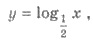 y = log_{1/2} x ,